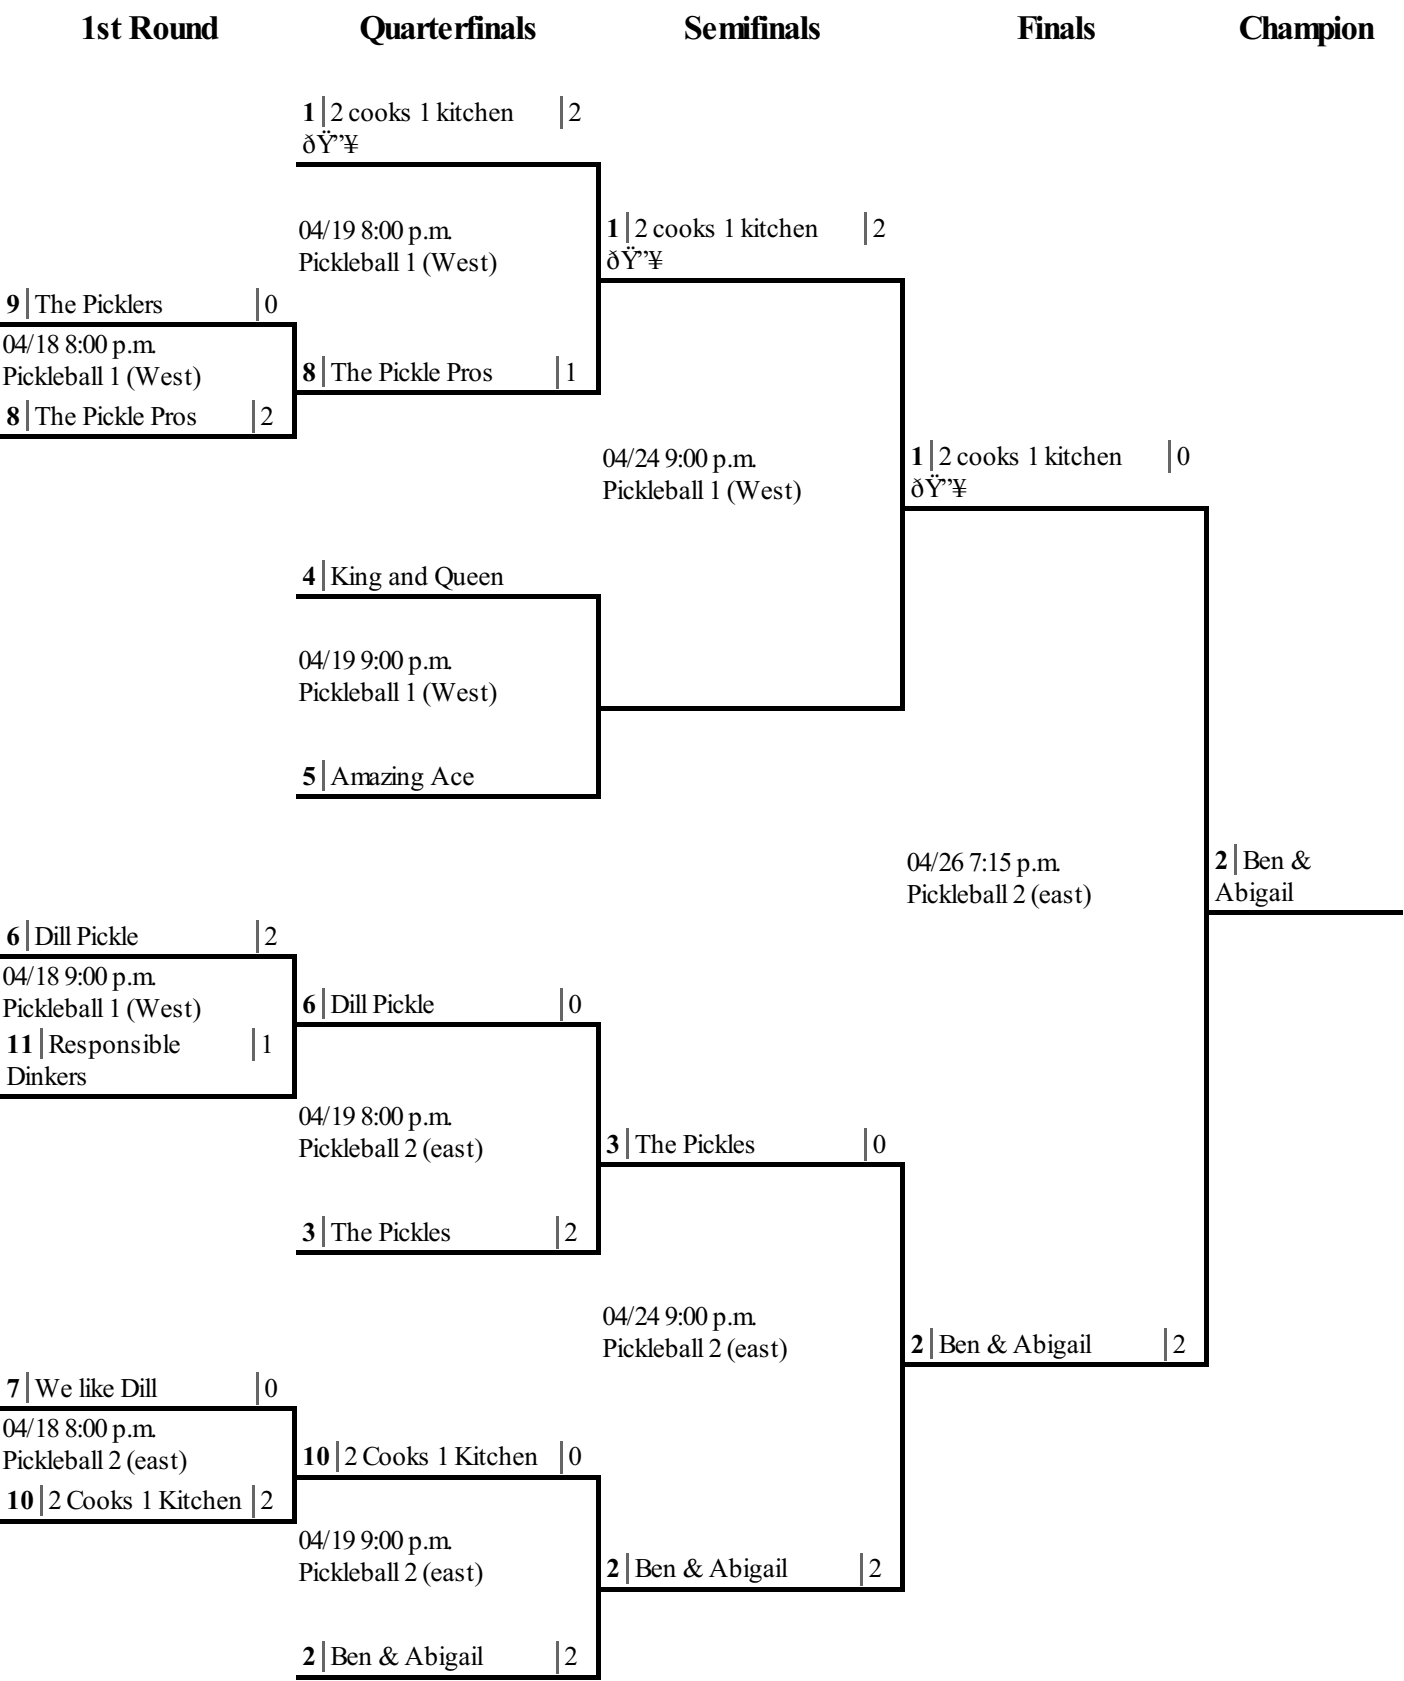 1st Round
Quarterfinals
Semifinals
Finals
Champion
1 2 cooks 1 kitchen 2
ðŸ”¥
04/19 8:00 p.m.
Pickleball 1 (West)
1 2 cooks 1 kitchen 2
ðŸ”¥
9 The Picklers 0
04/18 8:00 p.m.
Pickleball 1 (West)
8 The Pickle Pros 2
8 The Pickle Pros 1
04/24 9:00 p.m.
Pickleball 1 (West)
1 2 cooks 1 kitchen 0
ðŸ”¥
4 King and Queen
04/19 9:00 p.m.
Pickleball 1 (West)
5 Amazing Ace
04/26 7:15 p.m.
Pickleball 2 (east)
2 Ben &
Abigail
6 Dill Pickle 2
04/18 9:00 p.m.
Pickleball 1 (West)
11 Responsible 1
Dinkers
6 Dill Pickle 0
04/19 8:00 p.m.
Pickleball 2 (east)
3 The Pickles 0
3 The Pickles 2
04/24 9:00 p.m.
Pickleball 2 (east)
2 Ben & Abigail 2
7 We like Dill 0
04/18 8:00 p.m.
Pickleball 2 (east)
10 2 Cooks 1 Kitchen 2
10 2 Cooks 1 Kitchen 0
04/19 9:00 p.m.
Pickleball 2 (east)
2 Ben & Abigail 2
2 Ben & Abigail 2